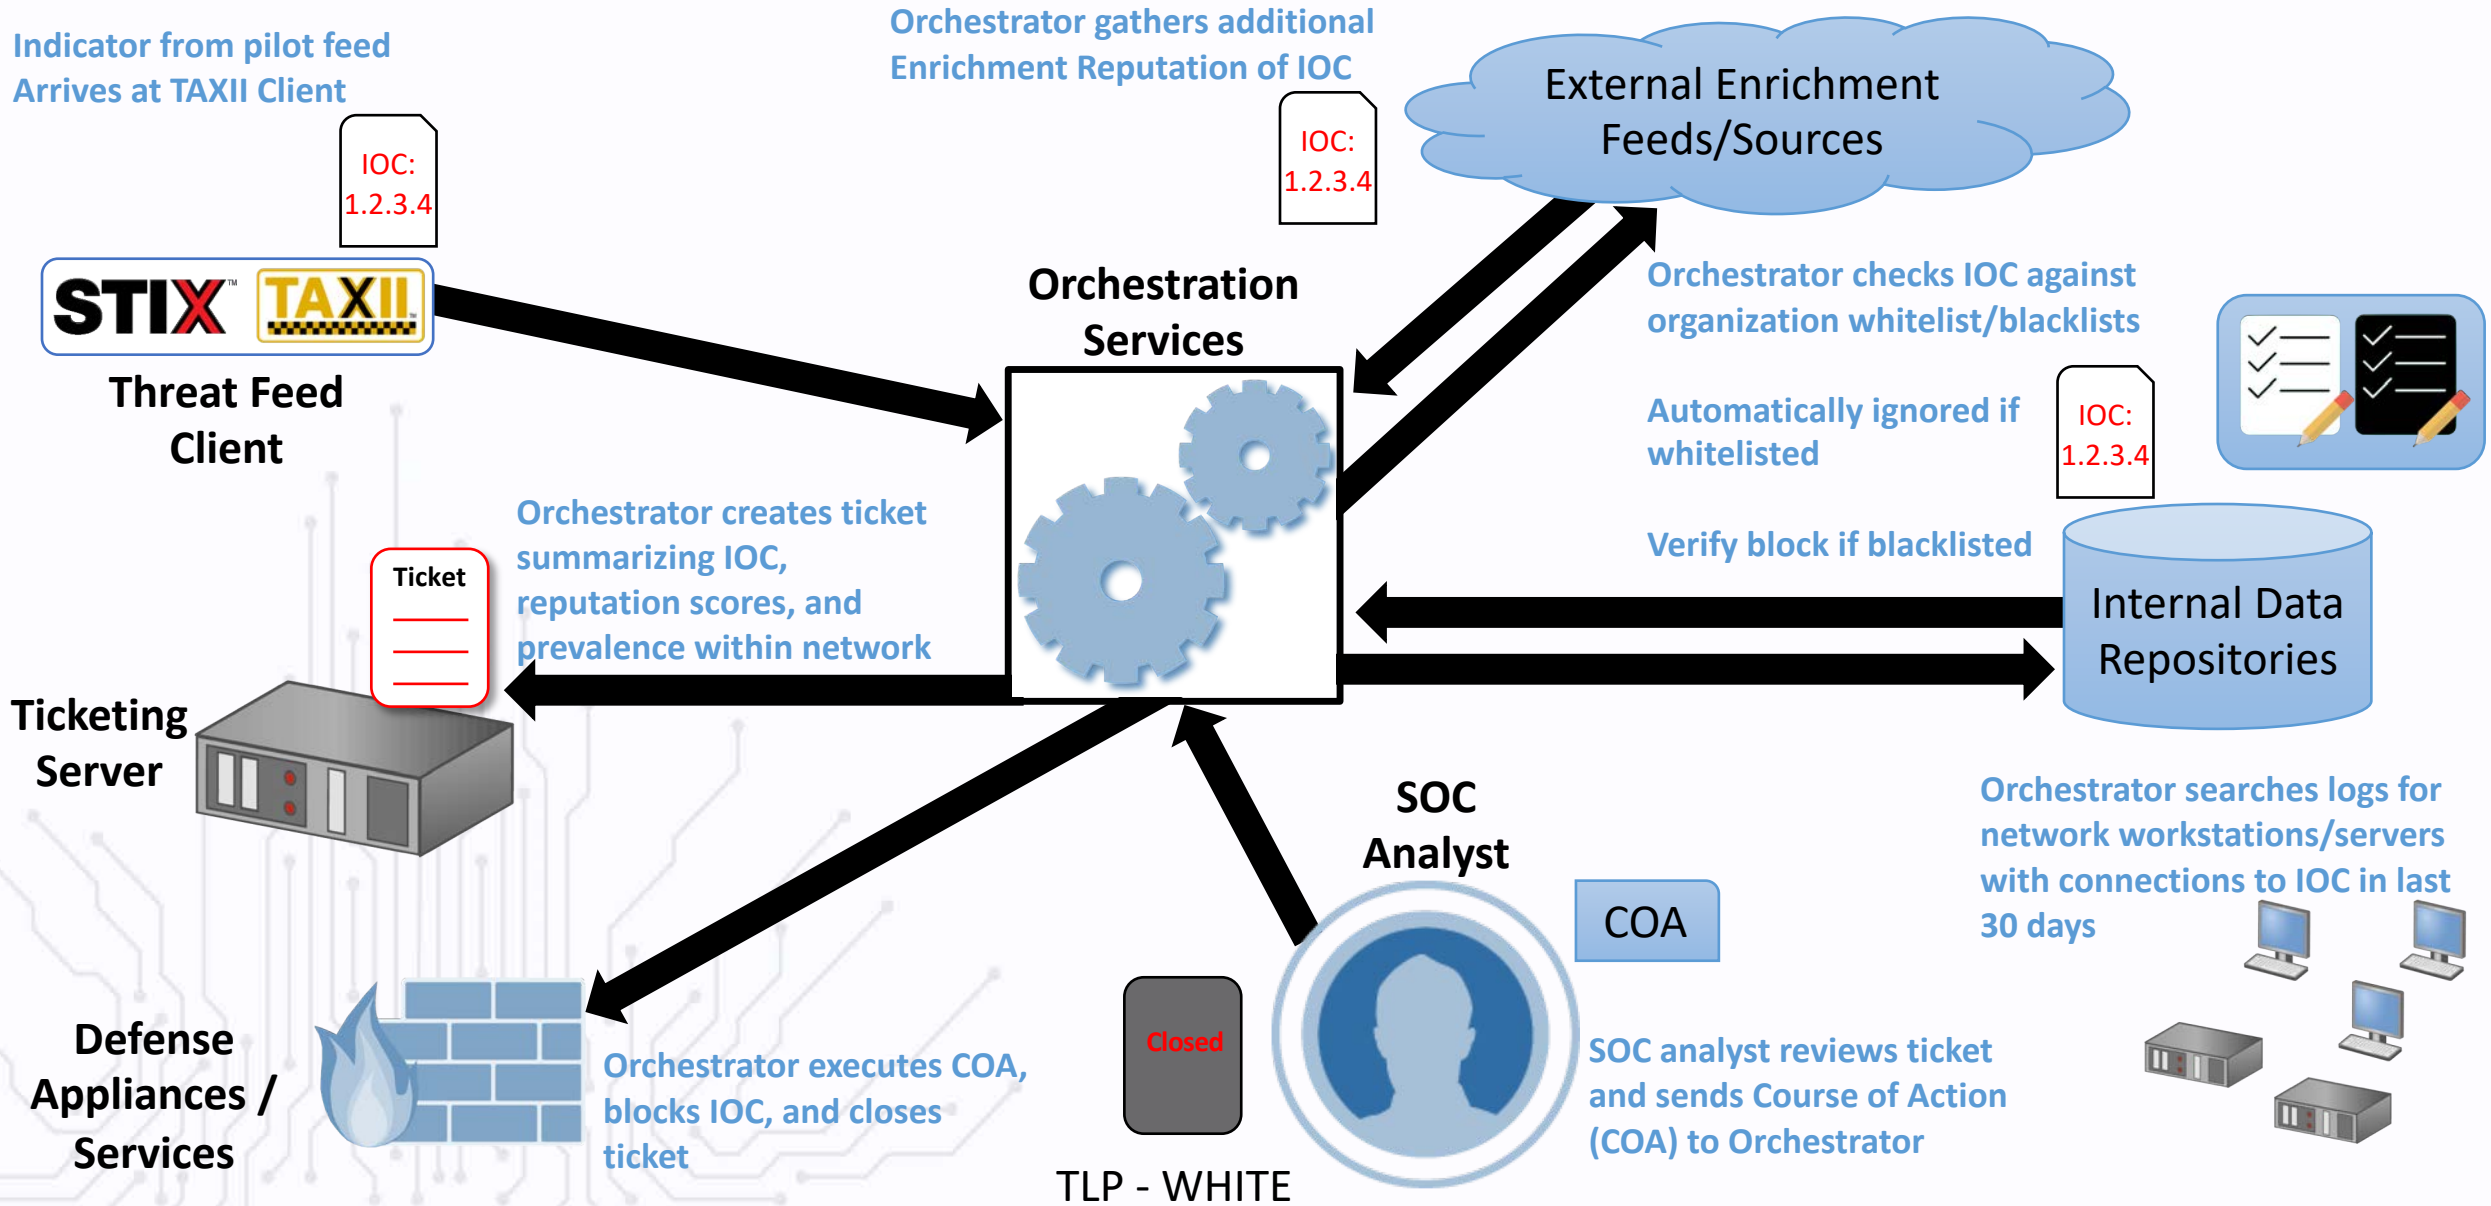 Indicator from pilot feed
Arrives at TAXII Client
IOC:
1.2.3.4
STIX™
TAXII™
Threat Feed
Client
Orchestrator gathers additional
Enrichment Reputation of IOC
IOC:
1.2.3.4
External Enrichment
Feeds/Sources
Orchestration
Services
Orchestrator checks IOC against
organization whitelist/blacklists
Automatically ignored if
whitelisted
Verify block if blacklisted
IOC:
1.2.3.4
Internal Data
Repositories
Orchestrator searches logs for
network workstations/servers
with connections to IOC in last
30 days
Orchestrator creates ticket
summarizing IOC,
reputation scores, and
prevalence within network
Ticket
Ticketing
Server
SOC
Analyst
COA
Closed
SOC analyst reviews ticket
and sends Course of Action
(COA) to Orchestrator
Defense
Appliances /
Services
Orchestrator executes COA,
blocks IOC, and closes
ticket
TLP - WHITE